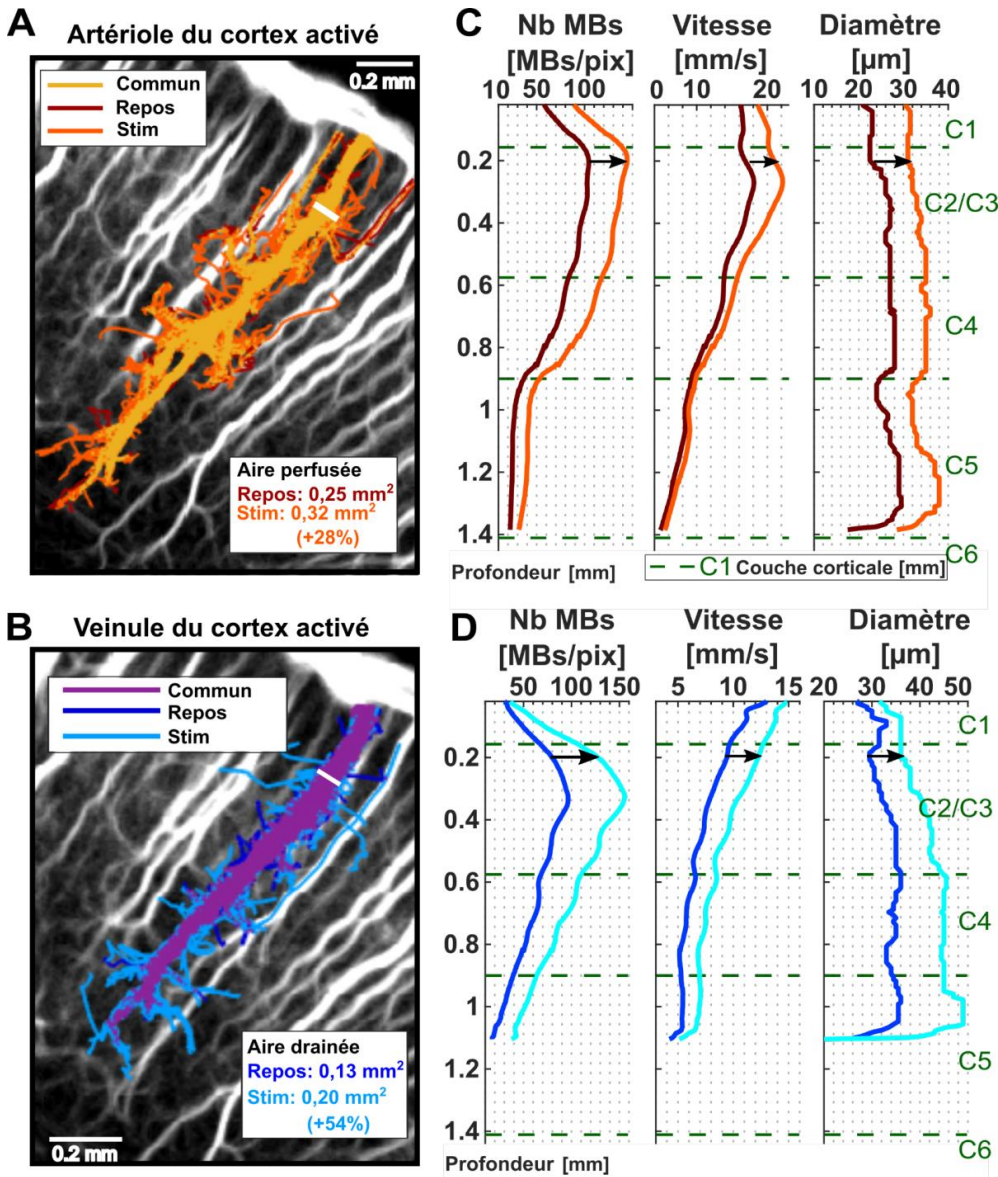 A
Artériole du cortex activé
0.2 mm
Commun
Repos
Stim
Aire perfusée
Repos: 0,25 mm²
Stim: 0,32 mm²
(+28%)
C
Nb MBs Vitesse Diamètre
[MBs/pix] [mm/s] [µm]
10 100 0 10 20 10 20 30 40
C1
0.2
C2/C3
0.4
0.6
C4
0.8
1
C5
1.2
1.4
C6
Profondeur [mm]
C1 Couche corticale [mm]
B
Veinule du cortex activé
Commun
Repos
Stim
Aire drainée
Repos: 0,13 mm²
Stim: 0,20 mm²
(+54%)
0.2 mm
D
Nb MBs Vitesse Diamètre
[MBs/pix] [mm/s] [µm]
50 100 150 5 10 15 20 30 40 50
C1
0.2
C2/C3
0.4
0.6
C4
0.8
1
C5
1.2
1.4
C6
Profondeur [mm]